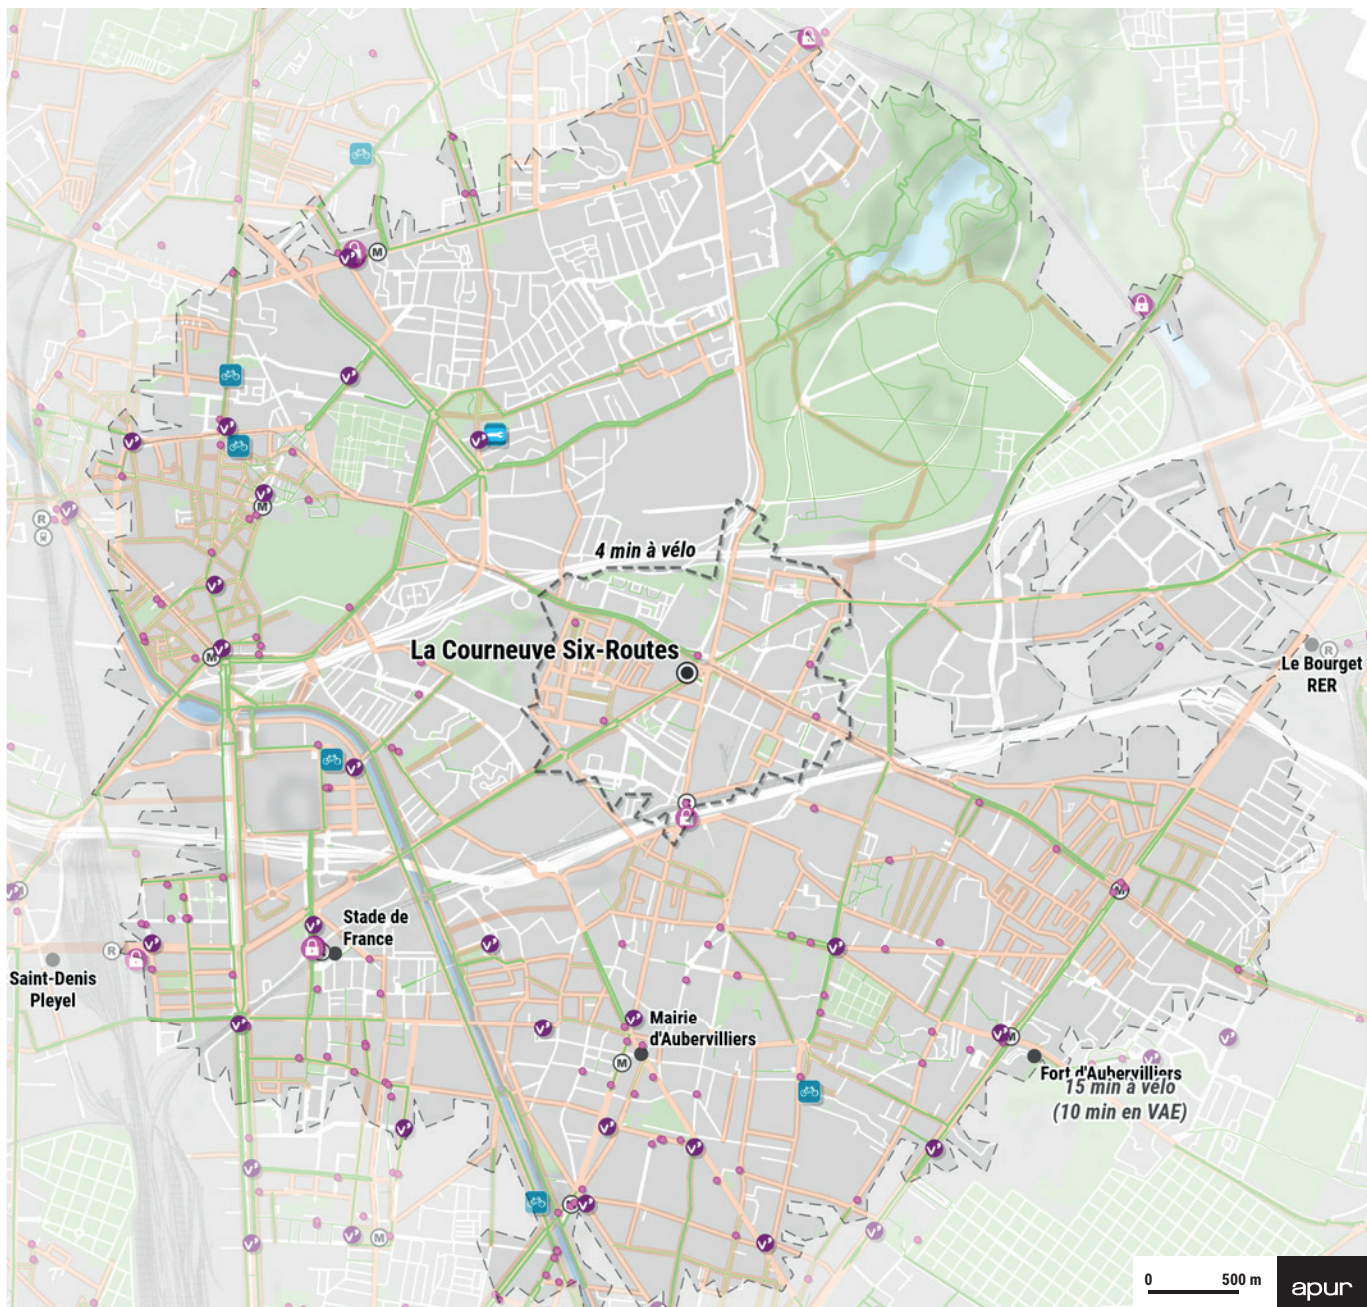 M
4 min à vélo
M
R
La Courneuve Six-Routes
M
R
Le Bourget
RER
M
M
Stade de
France
R
Saint-Denis
Pleyel
Mairie
d'Aubervilliers
M
M
Fort d'Aubervilliers
15 min à vélo
(10 min en VAE)
M
0 500 m
apur